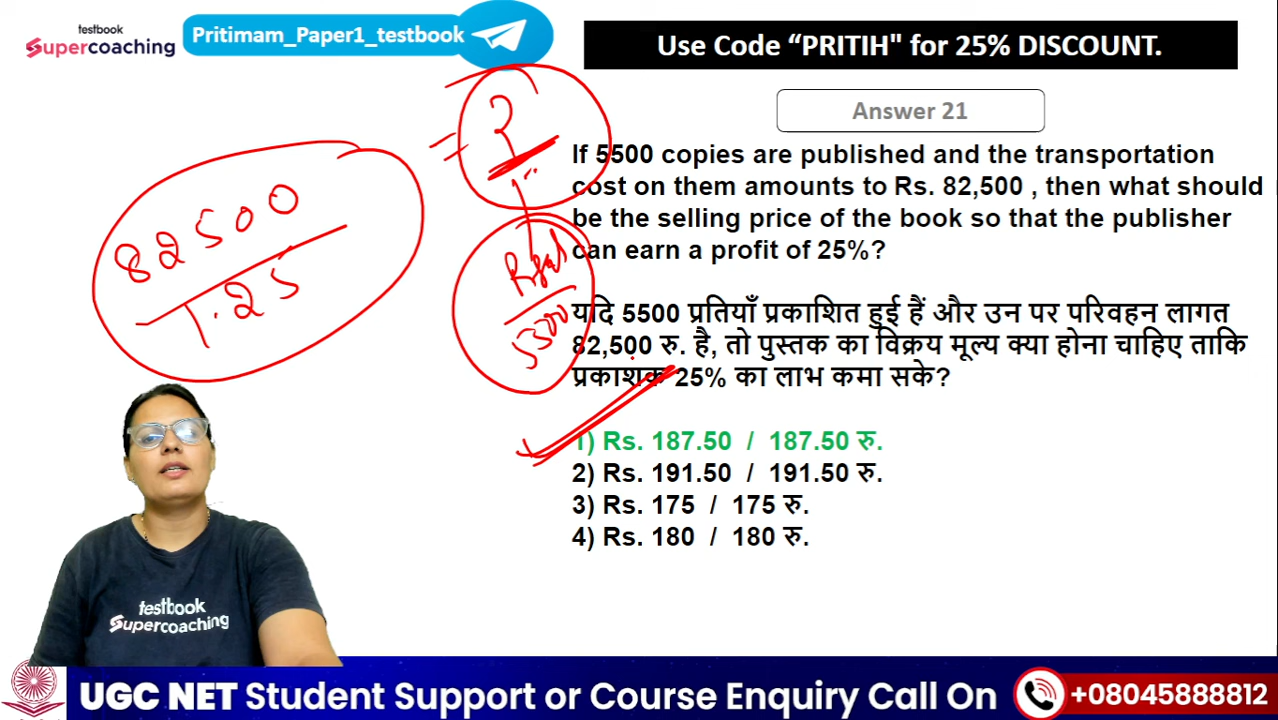 testbook
Supercoaching
Pritimam_Paper1_testbook
Use Code “PRITIH" for 25% DISCOUNT.
Answer 21
If 5500 copies are published and the transportation
cost on them amounts to Rs. 82,500 , then what should
be the selling price of the book so that the publisher
can earn a profit of 25%?
यदि 5500 प्रतियाँ प्रकाशित हुई हैं और उन पर परिवहन लागत
82,500 रु. है, तो पुस्तक का विक्रय मूल्य क्या होना चाहिए ताकि
प्रकाशक 25% का लाभ कमा सके?
1) Rs. 187.50 / 187.50 रु.
2) Rs. 191.50 / 191.50 रु.
3) Rs. 175 / 175 रु.
4) Rs. 180 / 180 रु.
82500
1.25
=
?
5500
testbook
Supercoaching
UGC NET Student Support or Course Enquiry Call On
+08045888812